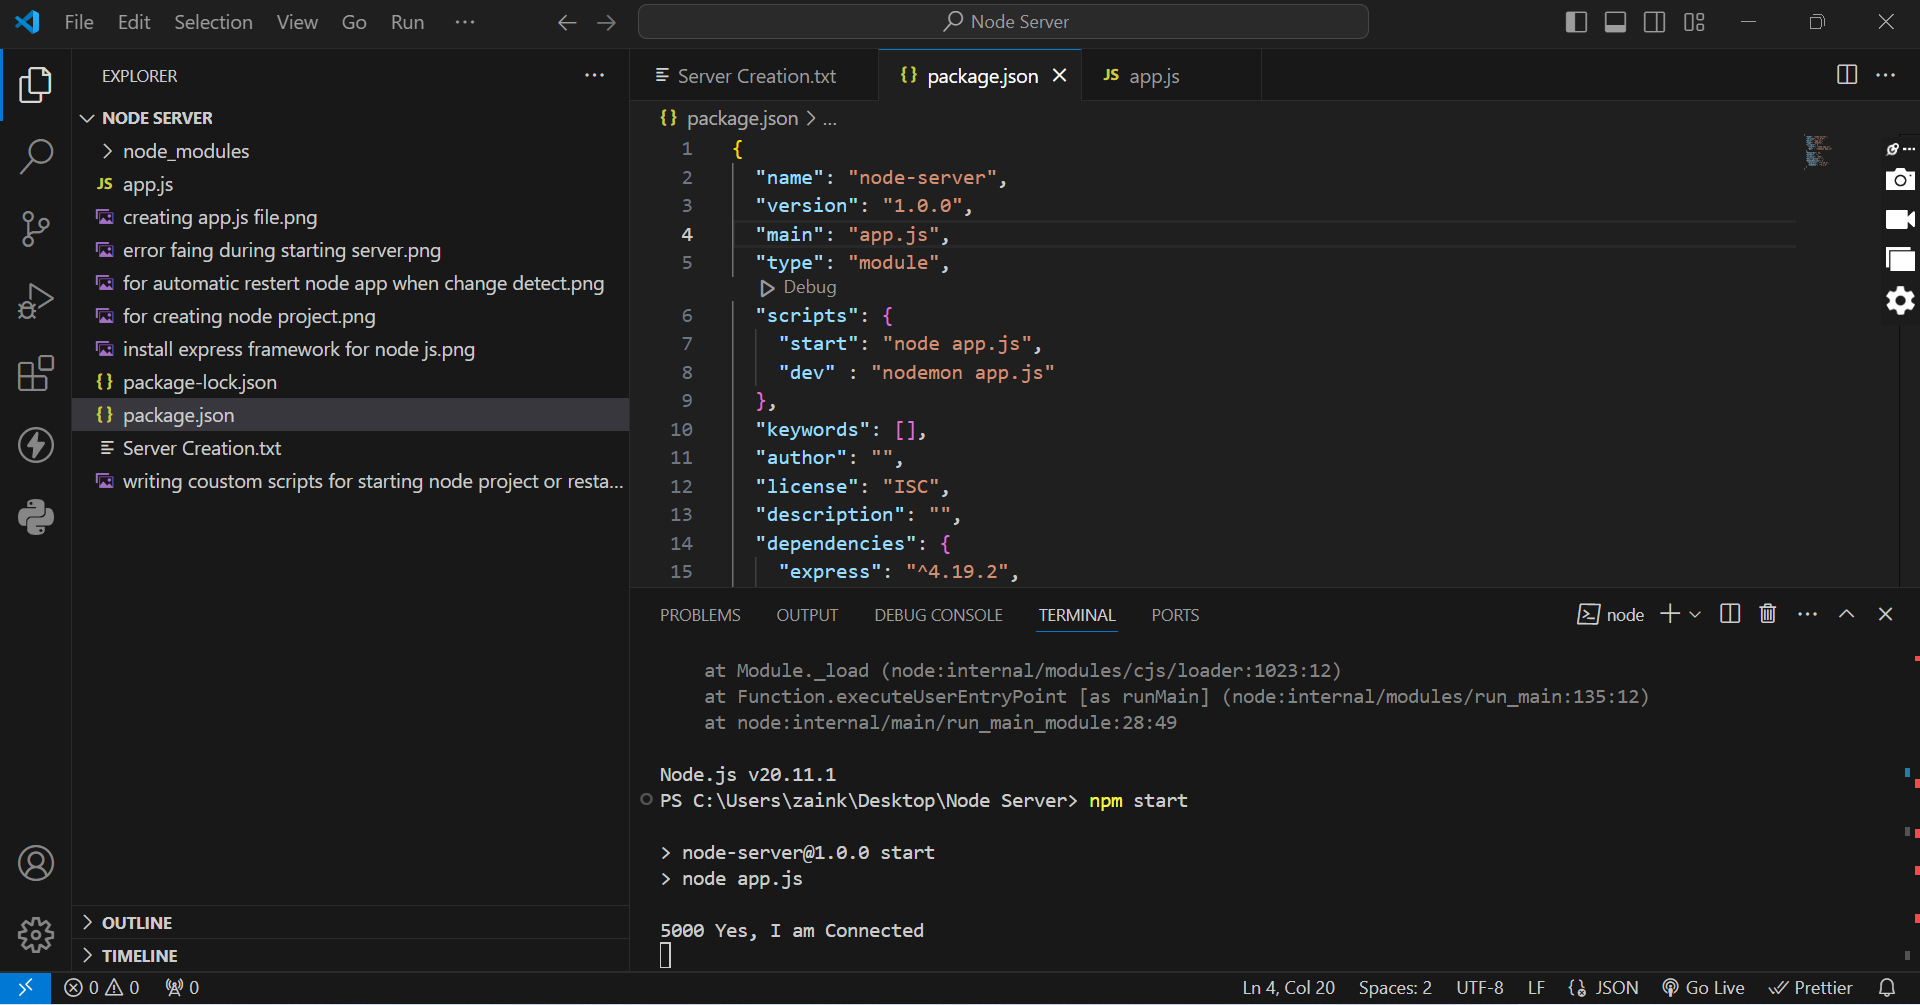 File Edit Selection View Go Run ··· Node Server
EXPLORER ···
NODE SERVER
node_modules
JS app.js
creating app.js file.png
error faing during starting server.png
for automatic restert node app when change detect.png
for creating node project.png
install express framework for node js.png
{} package-lock.json
{} package.json
Server Creation.txt
writing coustom scripts for starting node project or resta...
OUTLINE
TIMELINE
Server Creation.txt {} package.json JS app.js
{} package.json > ...
1 {
2 "name": "node-server",
3 "version": "1.0.0",
4 "main": "app.js",
5 "type": "module",
Debug
6 "scripts": {
7 "start": "node app.js",
8 "dev" : "nodemon app.js"
9 },
10 "keywords": [],
11 "author": "",
12 "license": "ISC",
13 "description": "",
14 "dependencies": {
15 "express": "^4.19.2",
PROBLEMS OUTPUT DEBUG CONSOLE TERMINAL PORTS node
at Module._load (node:internal/modules/cjs/loader:1023:12)
at Function.executeUserEntryPoint [as runMain] (node:internal/modules/run_main:135:12)
at node:internal/main/run_main_module:28:49
Node.js v20.11.1
PS C:\Users\zaink\Desktop\Node Server> npm start
> node-server@1.0.0 start
> node app.js
5000 Yes, I am Connected
0 0 0 Ln 4, Col 20 Spaces: 2 UTF-8 LF {} JSON Go Live Prettier